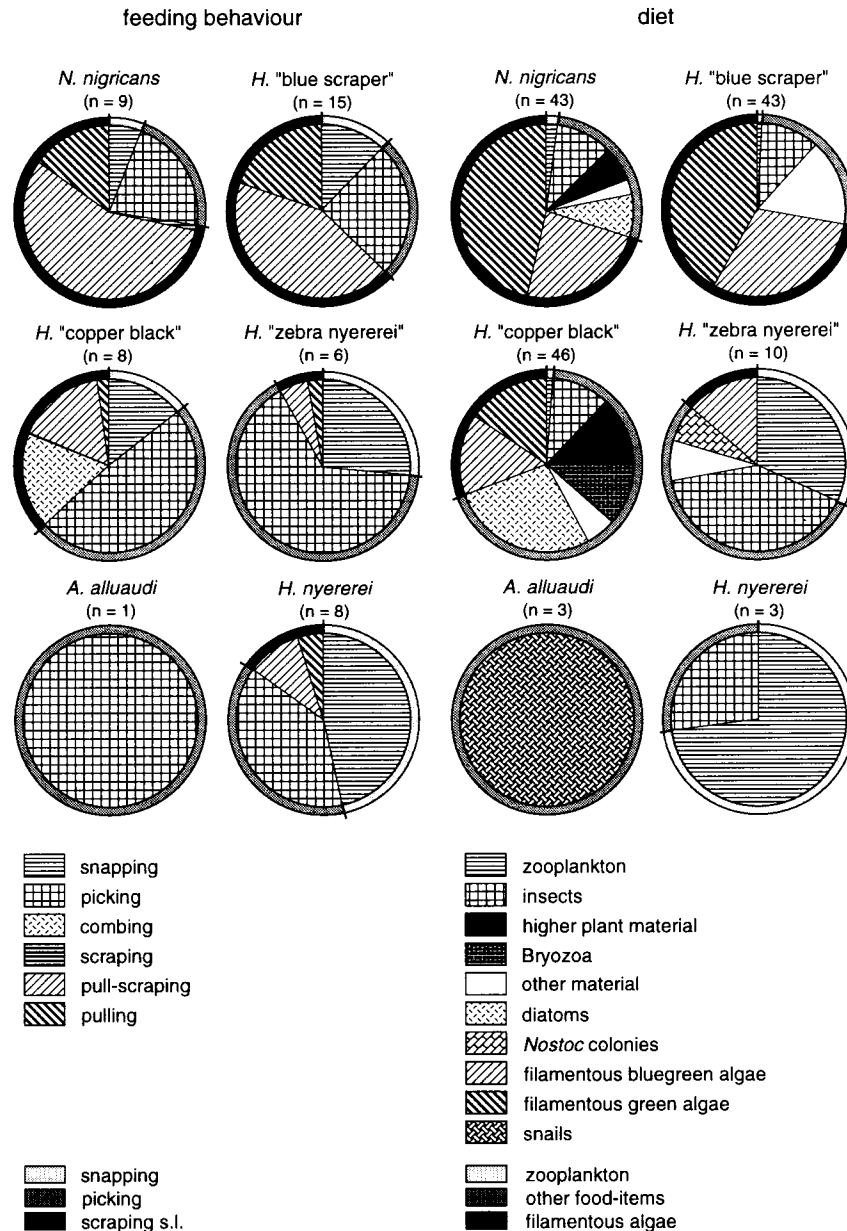 feeding behaviour
diet
N. nigricans
(n = 9)
H. "blue scraper"
(n = 15)
N. nigricans
(n = 43)
H. "blue scraper"
(n = 43)
H. "copper black"
(n = 8)
H. "zebra nyererei"
(n = 6)
H. "copper black"
(n = 46)
H. "zebra nyererei"
(n = 10)
A. alluaudi
(n = 1)
H. nyererei
(n = 8)
A. alluaudi
(n = 3)
H. nyererei
(n = 3)
snapping
picking
combing
scraping
pull-scraping
pulling
zooplankton
insects
higher plant material
Bryozoa
other material
diatoms
Nostoc colonies
filamentous bluegreen algae
filamentous green algae
snails
snapping
picking
scraping s.l.
zooplankton
other food-items
filamentous algae